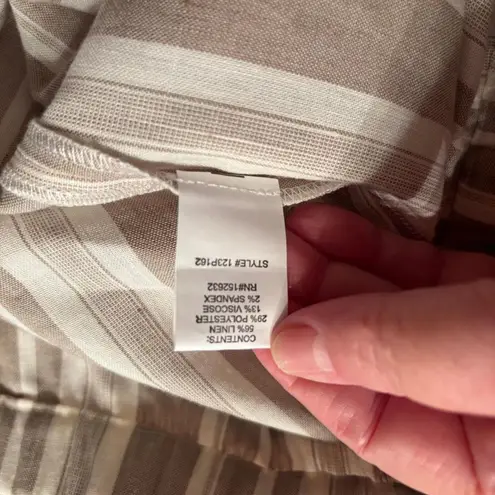 CONTENTS:
56% LINEN
29% POLYESTER
13% VISCOSE
2% SPANDEX
RN#152632
STYLE# 123P162